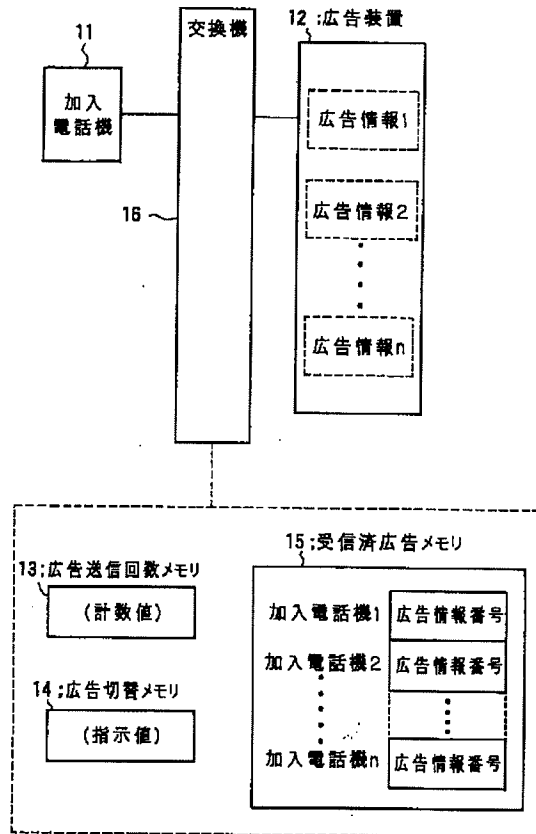 11
加入
電話機
交換機
16
12;広告装置
広告情報1
広告情報2
広告情報n
13;広告送信回数メモリ
(計数値)
14;広告切替メモリ
(指示値)
15;受信済広告メモリ
加入電話機1 広告情報番号
加入電話機2 広告情報番号
加入電話機n 広告情報番号